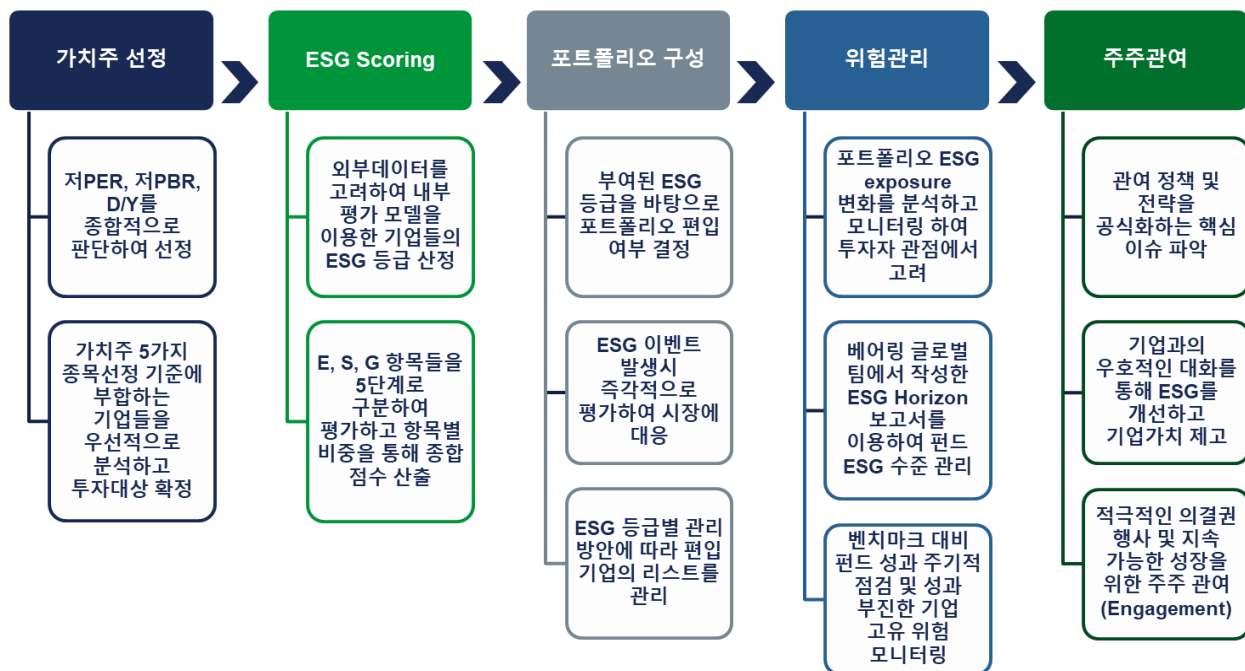 가치주 선정
ESG Scoring
포트폴리오 구성
위험관리
주주관여
저PER, 저PBR,
D/Y를
종합적으로
판단하여 선정
가치주 5가지
종목선정 기준에
부합하는
기업들을
우선적으로
분석하고
투자대상 확정
외부데이터를
고려하여 내부
평가 모델을
이용한 기업들의
ESG 등급 산정
E, S, G 항목들을
5단계로
구분하여
평가하고 항목별
비중을 통해 종합
점수 산출
부여된 ESG
등급을 바탕으로
포트폴리오 편입
여부 결정
ESG 이벤트
발생시
즉각적으로
평가하여 시장에
대응
ESG 등급별 관리
방안에 따라 편입
기업의 리스트를
관리
포트폴리오 ESG
exposure
변화를 분석하고
모니터링 하여
투자자 관점에서
고려
베어링 글로벌
팀에서 작성한
ESG Horizon
보고서를
이용하여 펀드
ESG 수준 관리
벤치마크 대비
펀드 성과 주기적
점검 및 성과
부진한 기업
고유 위험
모니터링
관여 정책 및
전략을
공식화하는 핵심
이슈 파악
기업과의
우호적인 대화를
통해 ESG를
개선하고
기업가치 제고
적극적인 의결권
행사 및 지속
가능한 성장을
위한 주주 관여
(Engagement)